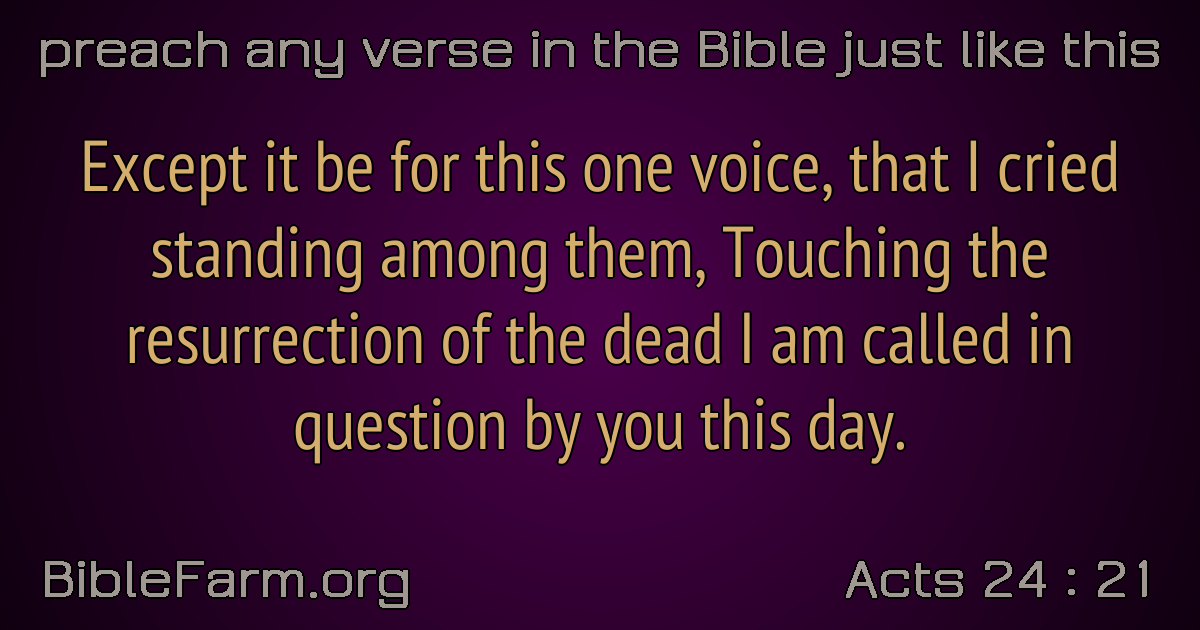 preach any verse in the Bible just like this
Except it be for this one voice, that I cried
standing among them, Touching the
resurrection of the dead I am called in
question by you this day.
BibleFarm.org
Acts 24 : 21